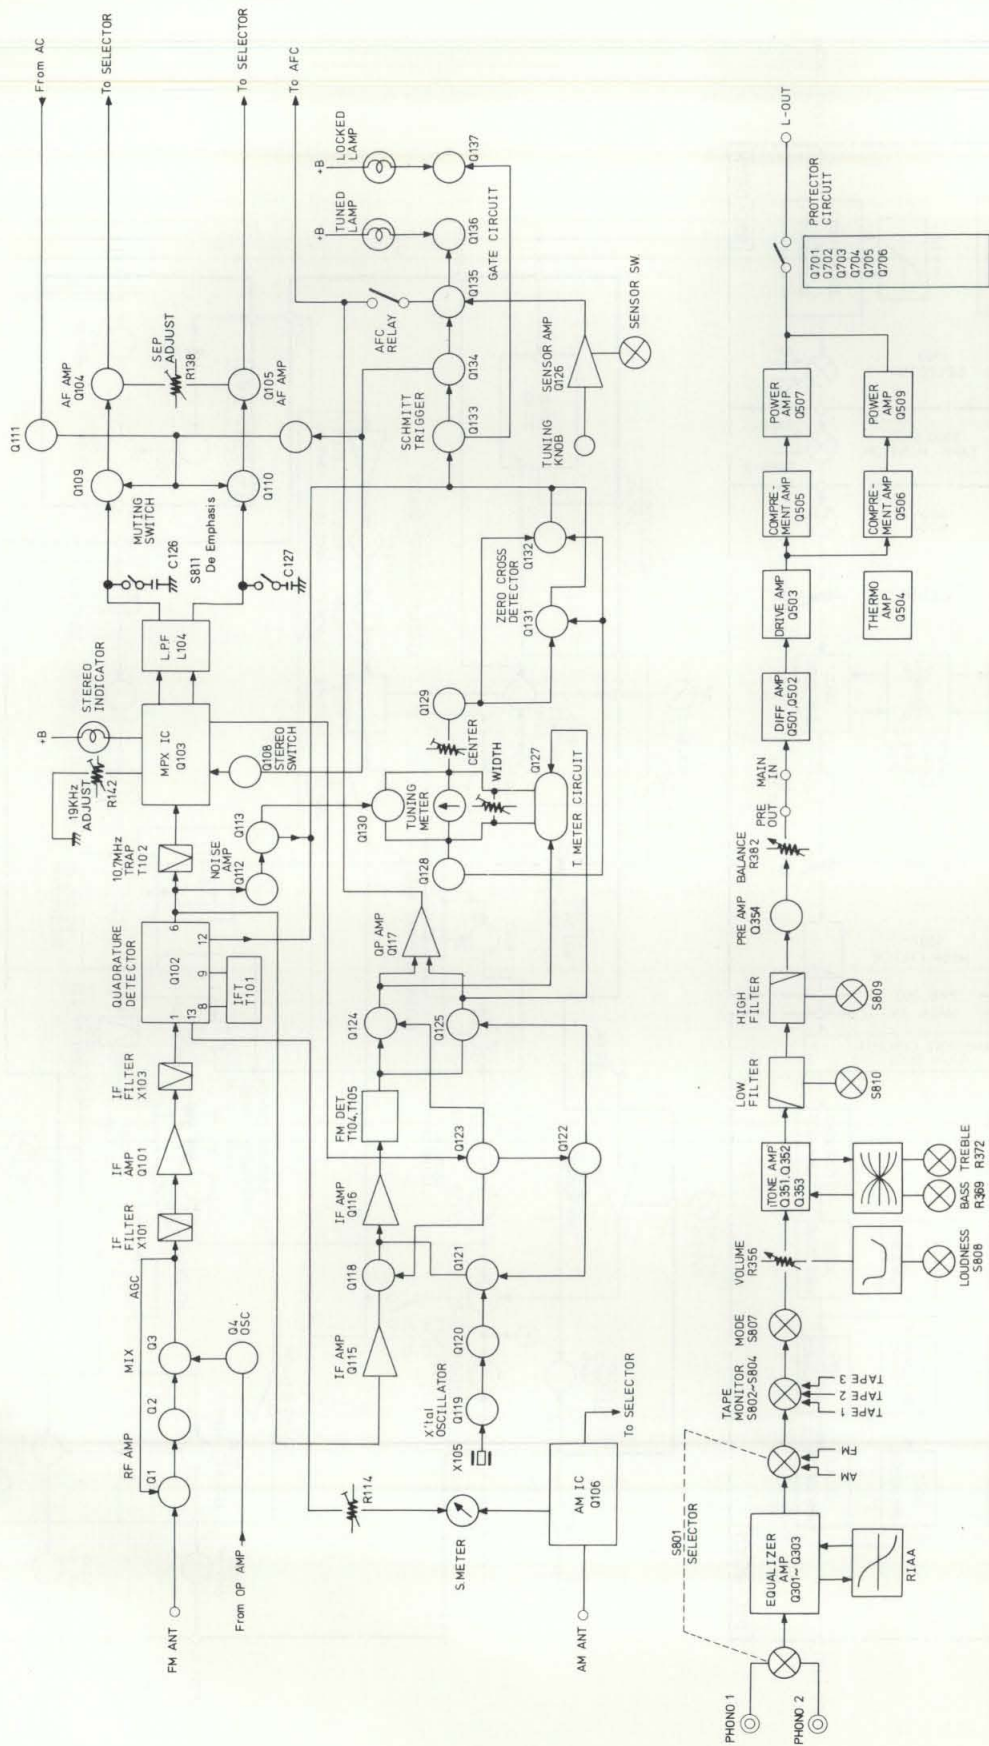 FM ANT
From OP AMP
RF AMP
Q1
Q2
MIX
Q3
Q4
OSC
AGC
IF
FILTER
X101
IF
AMP
Q101
IF
FILTER
X103
QUADRATURE
DETECTOR
Q102
1
13
8
9
12
6
IFT
T101
10.7MHz
TRAP
T102
NOISE
AMP
Q112
Q113
19KHz
ADJUST
R142
+B
STEREO
INDICATOR
MPX IC
Q103
Q108
STEREO
SWITCH
L.P.F
L104
C126
S811
De Emphasis
C127
MUTING
SWITCH
Q109
Q110
Q111
AF AMP
Q104
SEP
ADJUST
R138
Q105
AF AMP
From AC
To SELECTOR
To SELECTOR
To AFC
S.METER
R114
AM ANT
AM IC
Q106
To SELECTOR
X'tal
OSCILLATOR
X105
Q119
Q120
Q121
IF AMP
Q115
Q118
IF AMP
Q116
FM DET
T104,T105
Q123
Q122
Q124
Q125
OP AMP
Q117
Q128
Q130
TUNING
METER
CENTER
WIDTH
Q127
T METER CIRCUIT
Q129
ZERO CROSS
DETECTOR
Q131
Q132
SCHMITT
TRIGGER
Q133
Q134
AFC
RELAY
Q135
GATE CIRCUIT
Q136
Q137
+B
TUNED
LAMP
+B
LOCKED
LAMP
TUNING
KNOB
SENSOR AMP
Q126
SENSOR SW.
PHONO 1
PHONO 2
S801
SELECTOR
EQUALIZER
AMP
Q301~Q303
RIAA
AM
FM
TAPE
MONITOR
S802~S804
TAPE 1
TAPE 2
TAPE 3
MODE
S807
VOLUME
R356
LOUDNESS
S808
TONE AMP
Q351,Q352
Q353
BASS
R369
TREBLE
R372
LOW
FILTER
S810
HIGH
FILTER
S809
PRE AMP
Q354
BALANCE
R382
PRE
OUT
MAIN
IN
DIFF AMP
Q501,Q502
DRIVE AMP
Q503
THERMO
AMP
Q504
COMPRE-
MENT AMP
Q505
COMPRE-
MENT AMP
Q506
POWER
AMP
Q507
POWER
AMP
Q509
L-OUT
PROTECTOR
CIRCUIT
Q701
Q702
Q703
Q704
Q705
Q706